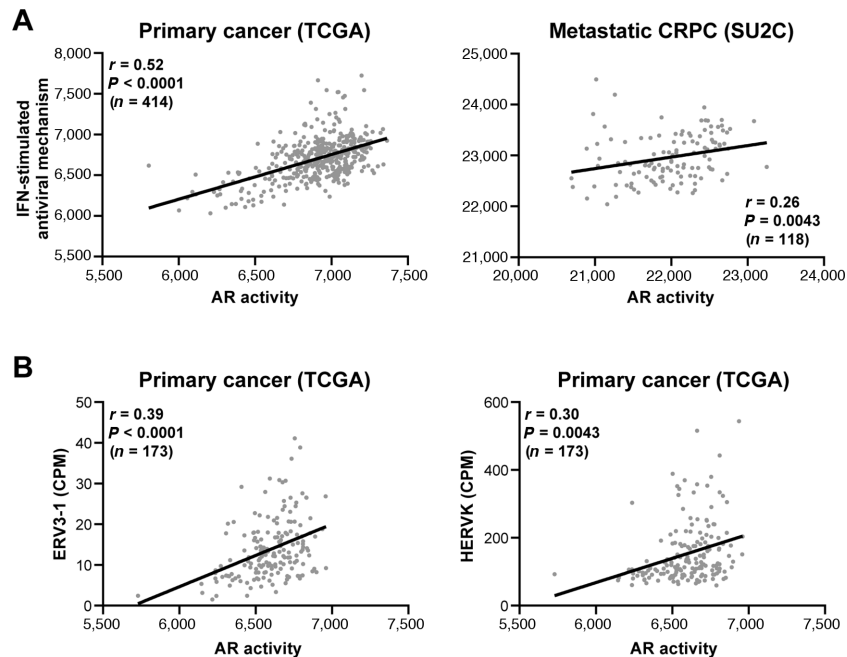 A
Primary cancer (TCGA)
r = 0.52
P < 0.0001
(n = 414)
IFN-stimulated
antiviral mechanism
8,000
7,500
7,000
6,500
6,000
5,500
5,500 6,000 6,500 7,000 7,500
AR activity
Metastatic CRPC (SU2C)
25,000
24,000
23,000
22,000
21,000
r = 0.26
P = 0.0043
(n = 118)
20,000 21,000 22,000 23,000 24,000
AR activity
B
Primary cancer (TCGA)
r = 0.39
P < 0.0001
(n = 173)
ERV3-1 (CPM)
50
40
30
20
10
0
5,500 6,000 6,500 7,000 7,500
AR activity
Primary cancer (TCGA)
r = 0.30
P = 0.0043
(n = 173)
HERVK (CPM)
600
400
200
0
5,500 6,000 6,500 7,000 7,500
AR activity